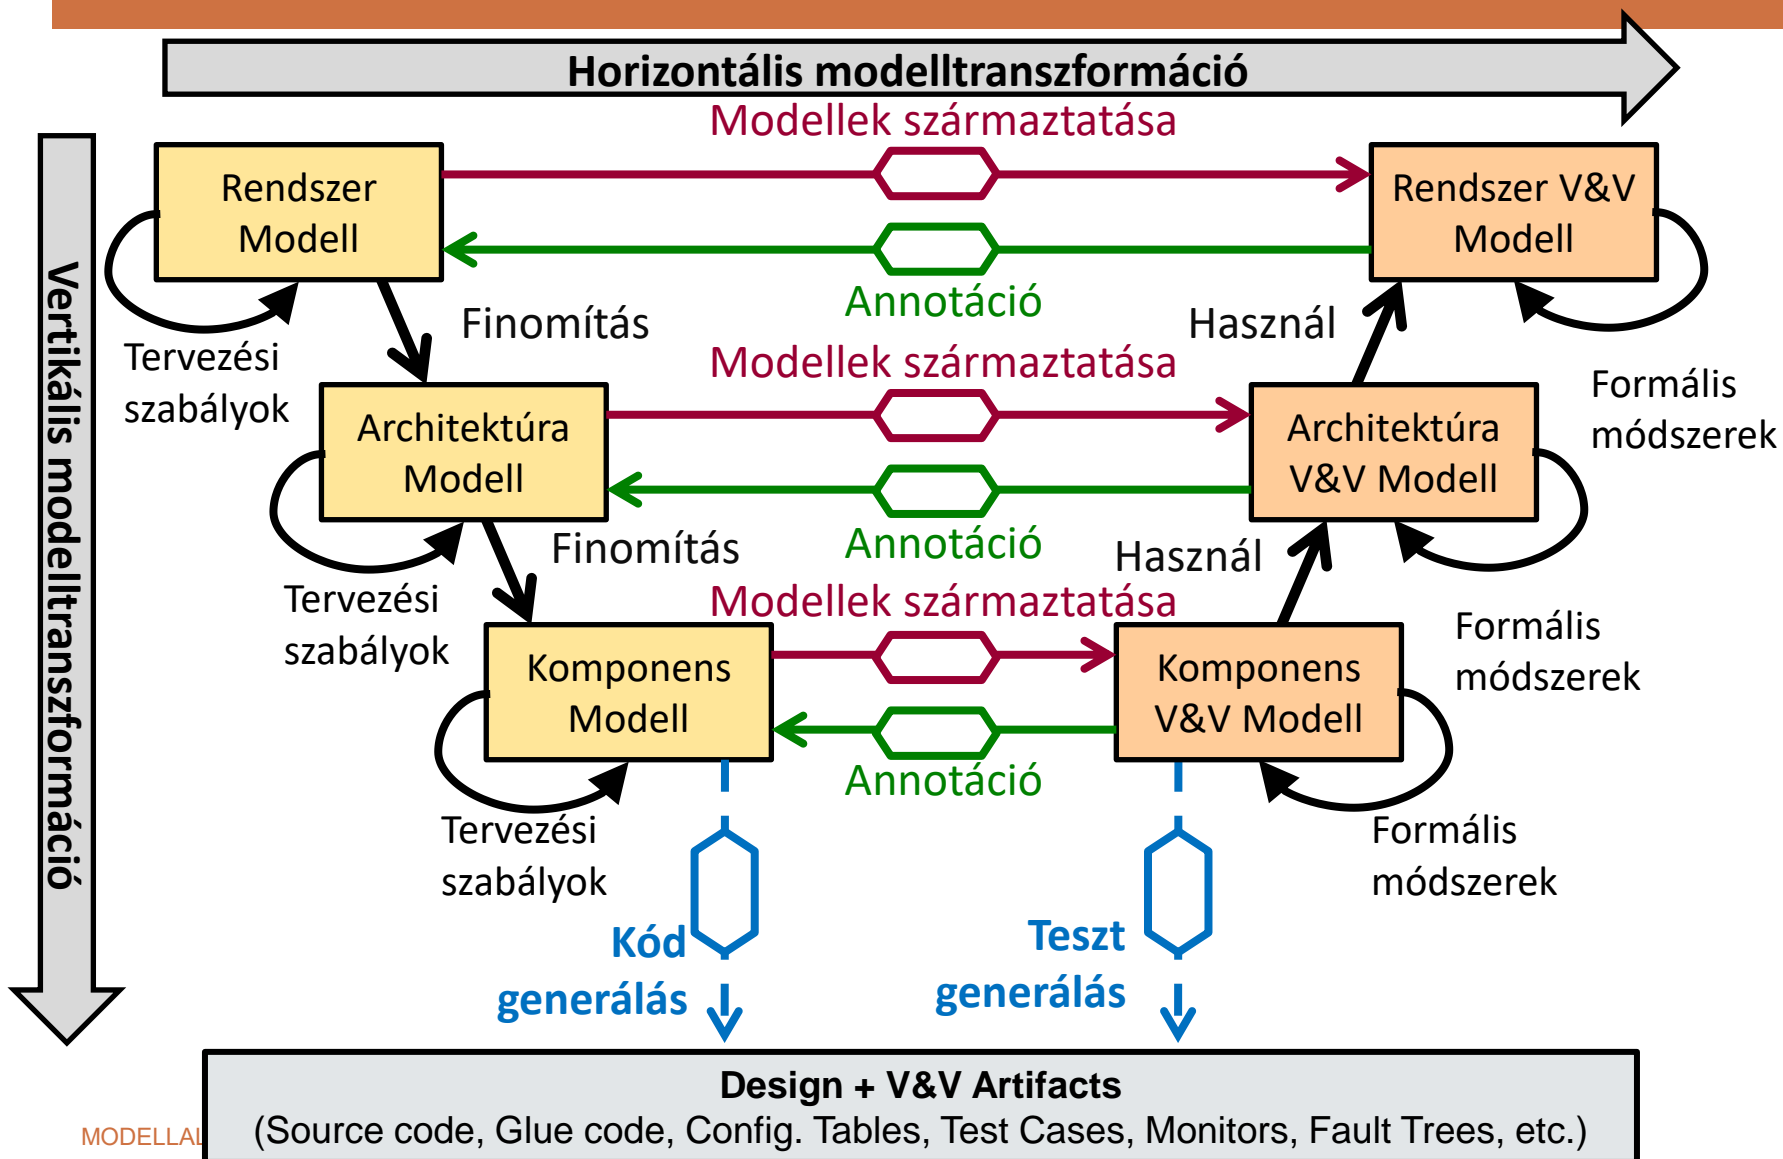 Horizontális modelltranszformáció
Modellek származtatása
Rendszer
Modell
Rendszer V&V
Modell
Annotáció
Finomítás
Használ
Tervezési
szabályok
Vertikális modelltranszformáció
Modellek származtatása
Formális
módszerek
Architektúra
Modell
Architektúra
V&V Modell
Annotáció
Finomítás
Használ
Tervezési
szabályok
Modellek származtatása
Formális
módszerek
Komponens
Modell
Komponens
V&V Modell
Annotáció
Tervezési
szabályok
Formális
módszerek
Kód
generálás
Teszt
generálás
Design + V&V Artifacts
(Source code, Glue code, Config. Tables, Test Cases, Monitors, Fault Trees, etc.)